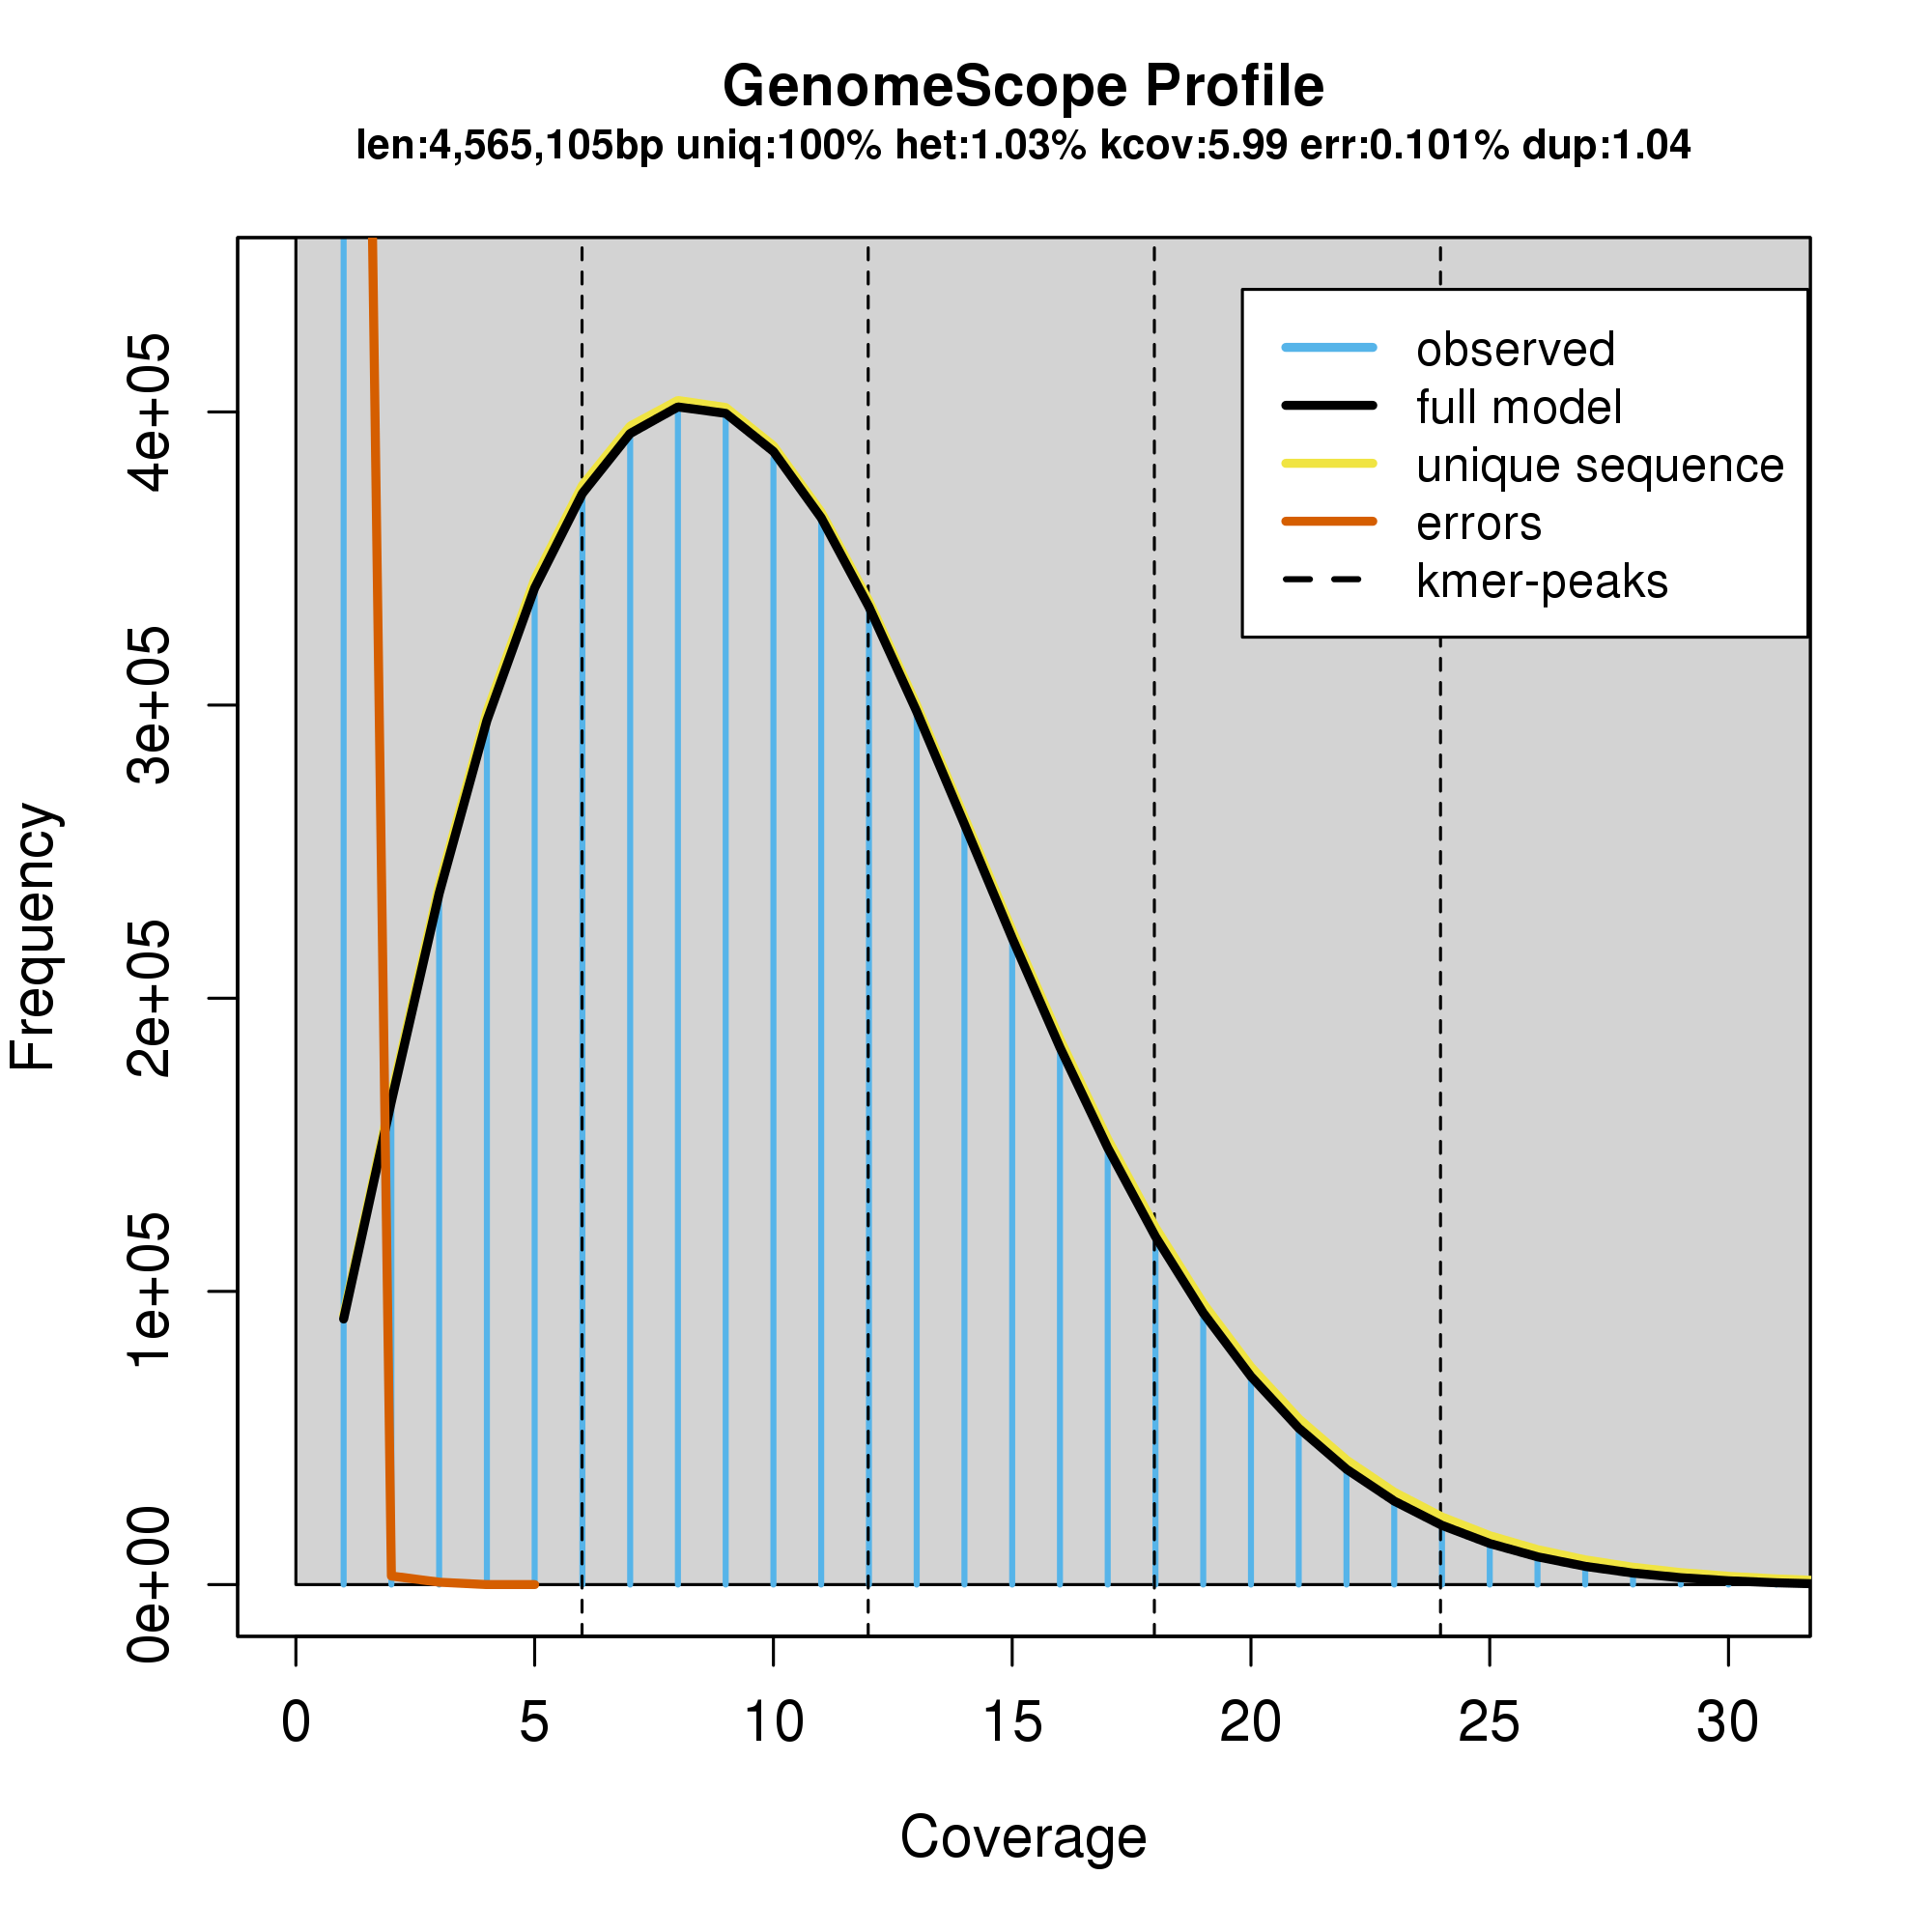 GenomeScope Profile
len:4,565,105bp uniq:100% het:1.03% kcov:5.99 err:0.101% dup:1.04
observed
full model
unique sequence
errors
kmer-peaks
Frequency
4e+05
3e+05
2e+05
1e+05
0e+00
0 5 10 15 20 25 30
Coverage